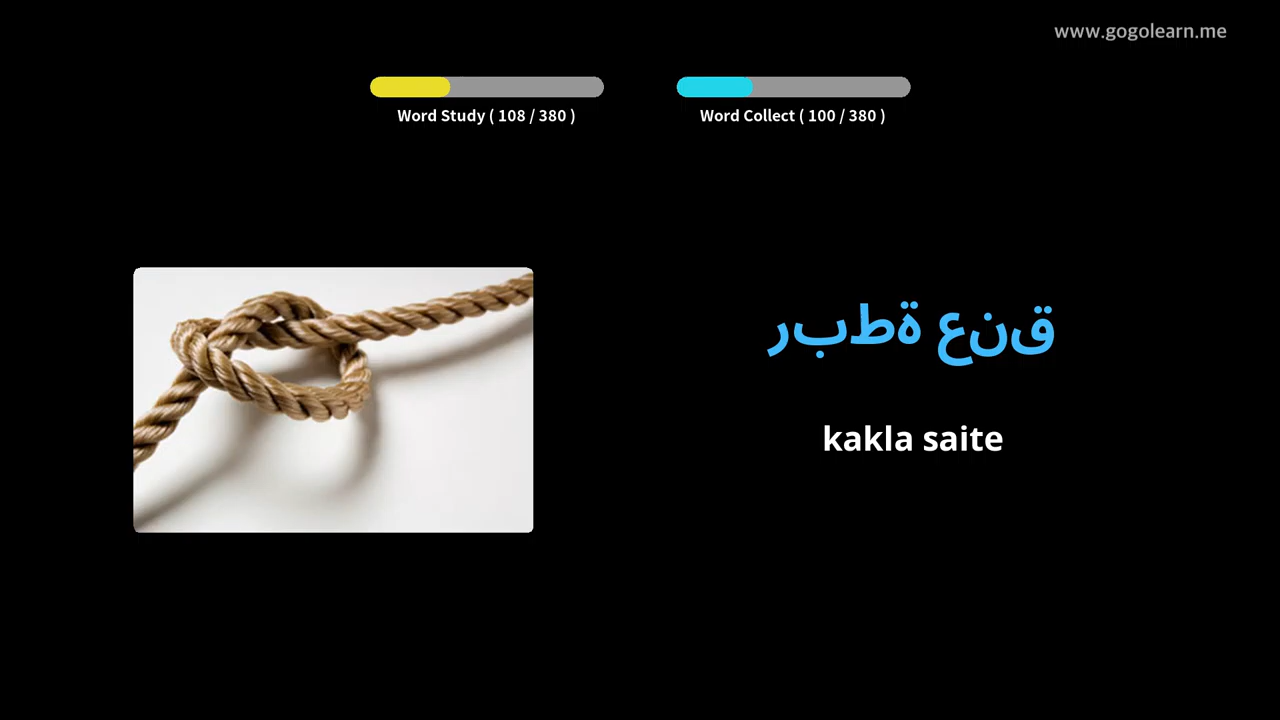 www.gogolearn.me
Word Study ( 108 / 380 )
Word Collect ( 100 / 380 )
ربطة عنق
kakla saite